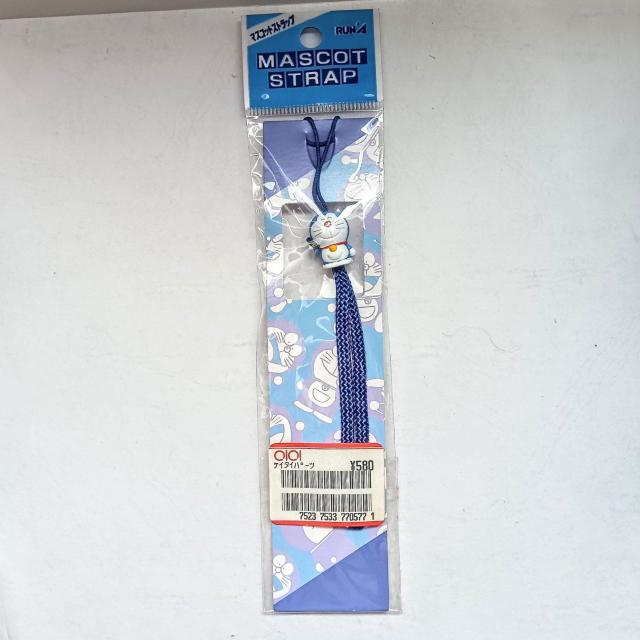 マスコットストラップ
RUN'A
MASCOT
STRAP
OIOI
ケイタイパーツ ¥580
7523 7533 770577 1